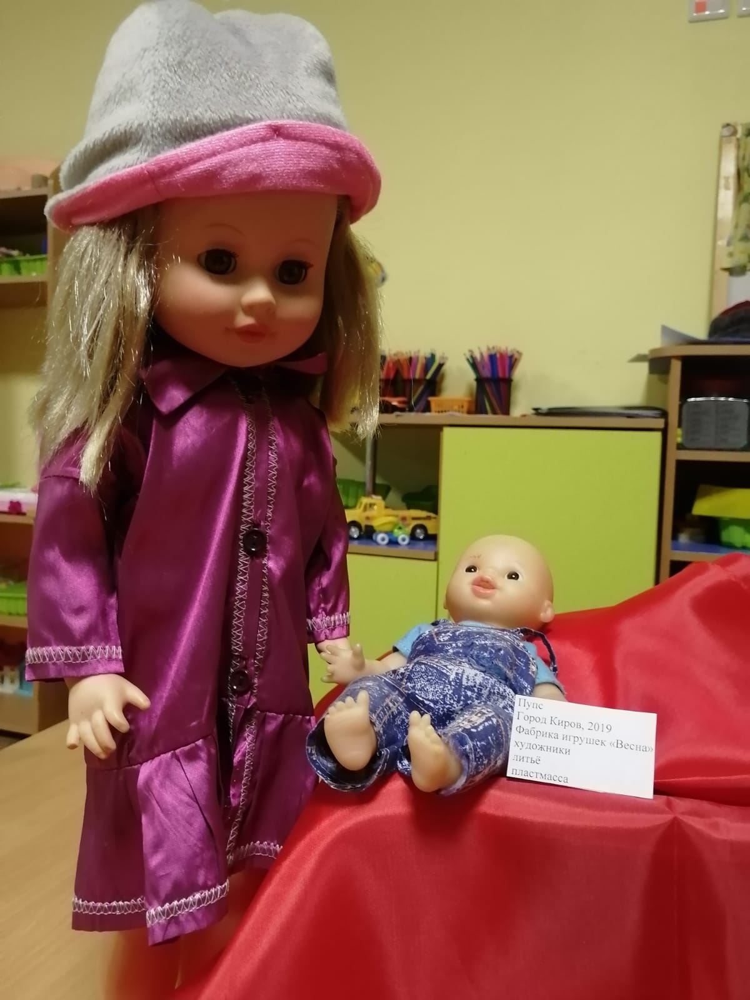 Пупс
Город Киров, 2019
Фабрика игрушек «Весна»
художники
литьё
пластмасса